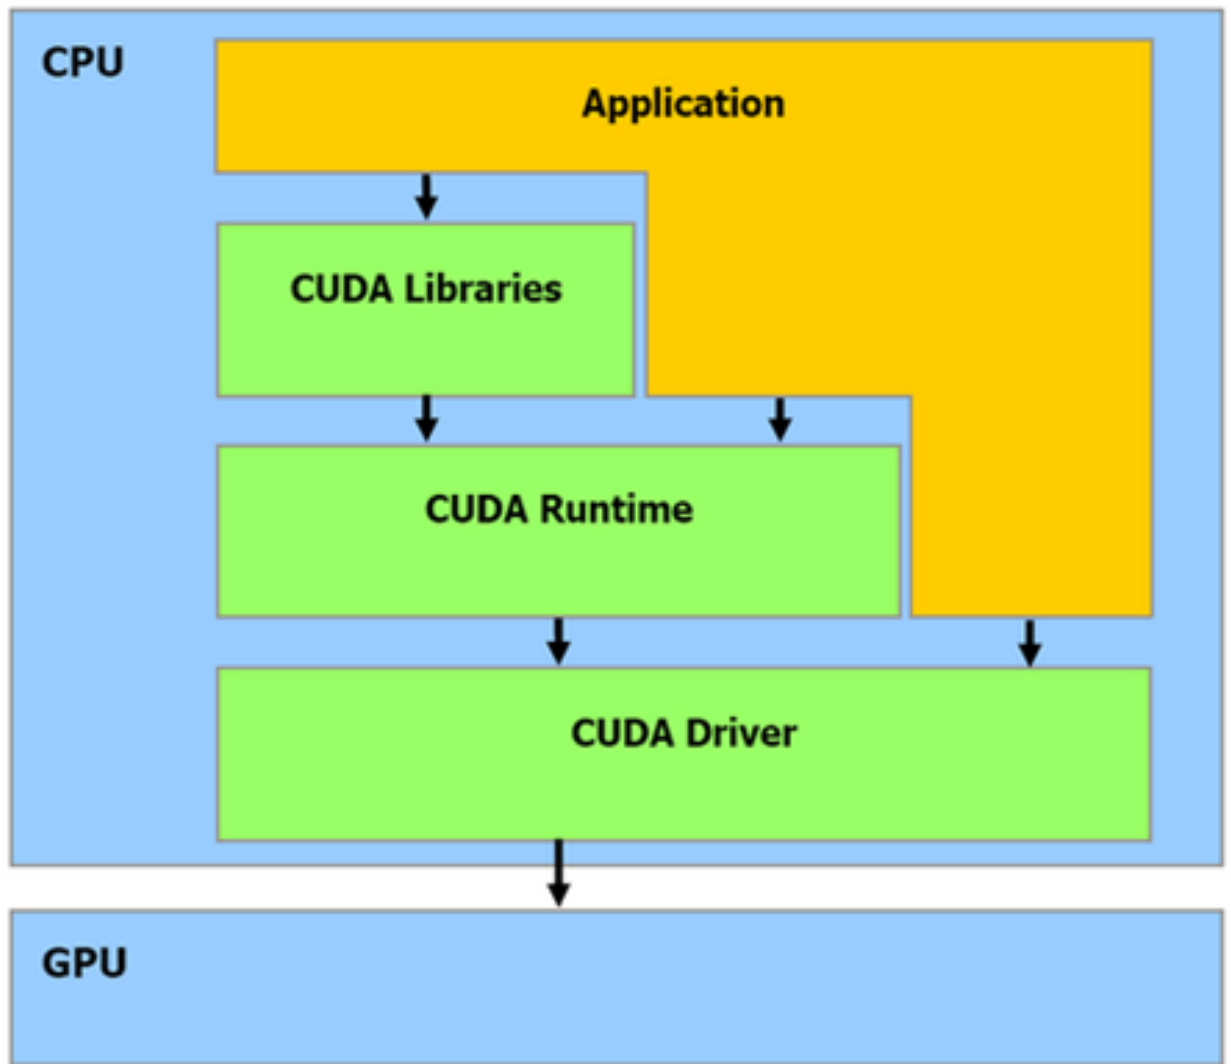 CPU
Application
CUDA Libraries
CUDA Runtime
CUDA Driver
GPU